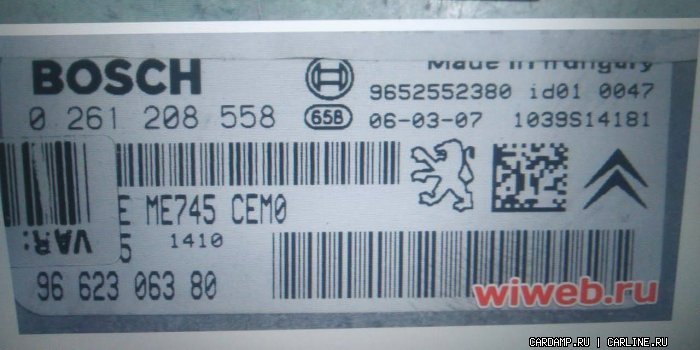 BOSCH
Made in Hungary
9652552380 id01 0047
0 261 208 558
658
06-03-07 1039S14181
E ME745 CEM0
VAR:
5 1410
96 623 063 80
wiweb.ru
CARDAMP.RU | CARLINE.RU